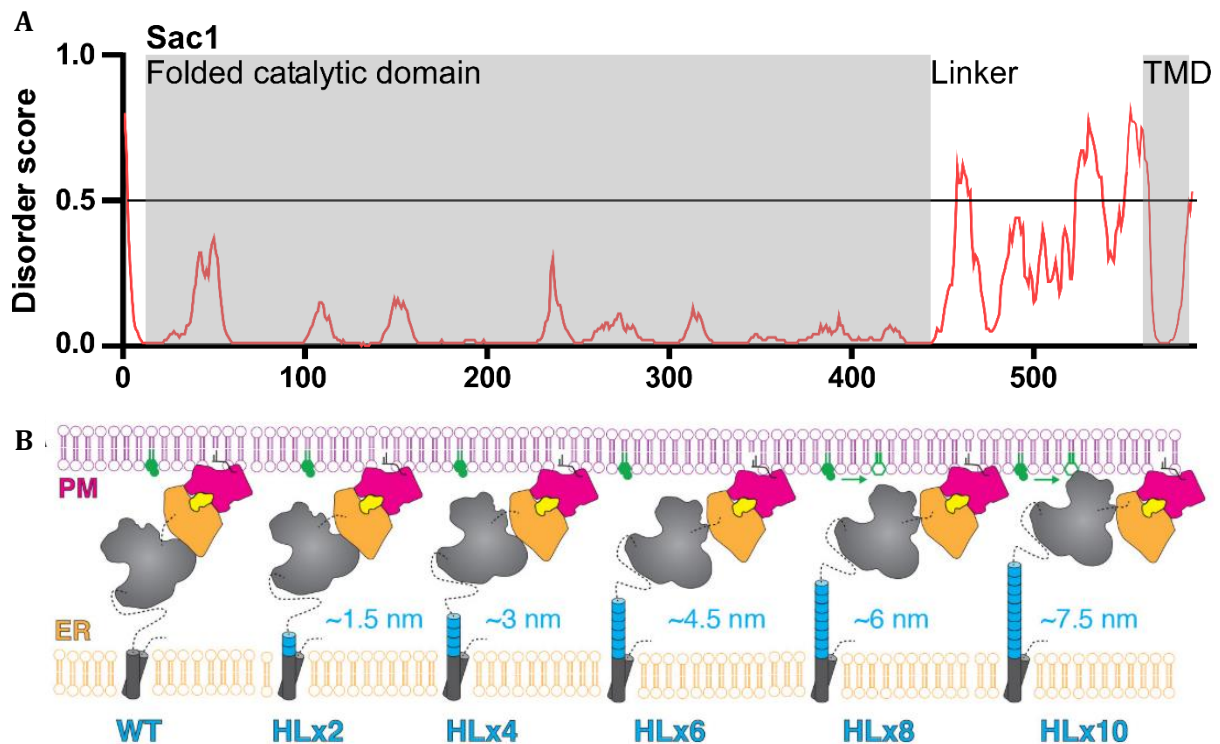 A
Sac1
Folded catalytic domain
Linker
TMD
Disorder score
1.0
0.5
0.0
0 100 200 300 400 500
B
PM
ER
~1.5 nm ~3 nm ~4.5 nm ~6 nm ~7.5 nm
WT HLx2 HLx4 HLx6 HLx8 HLx10